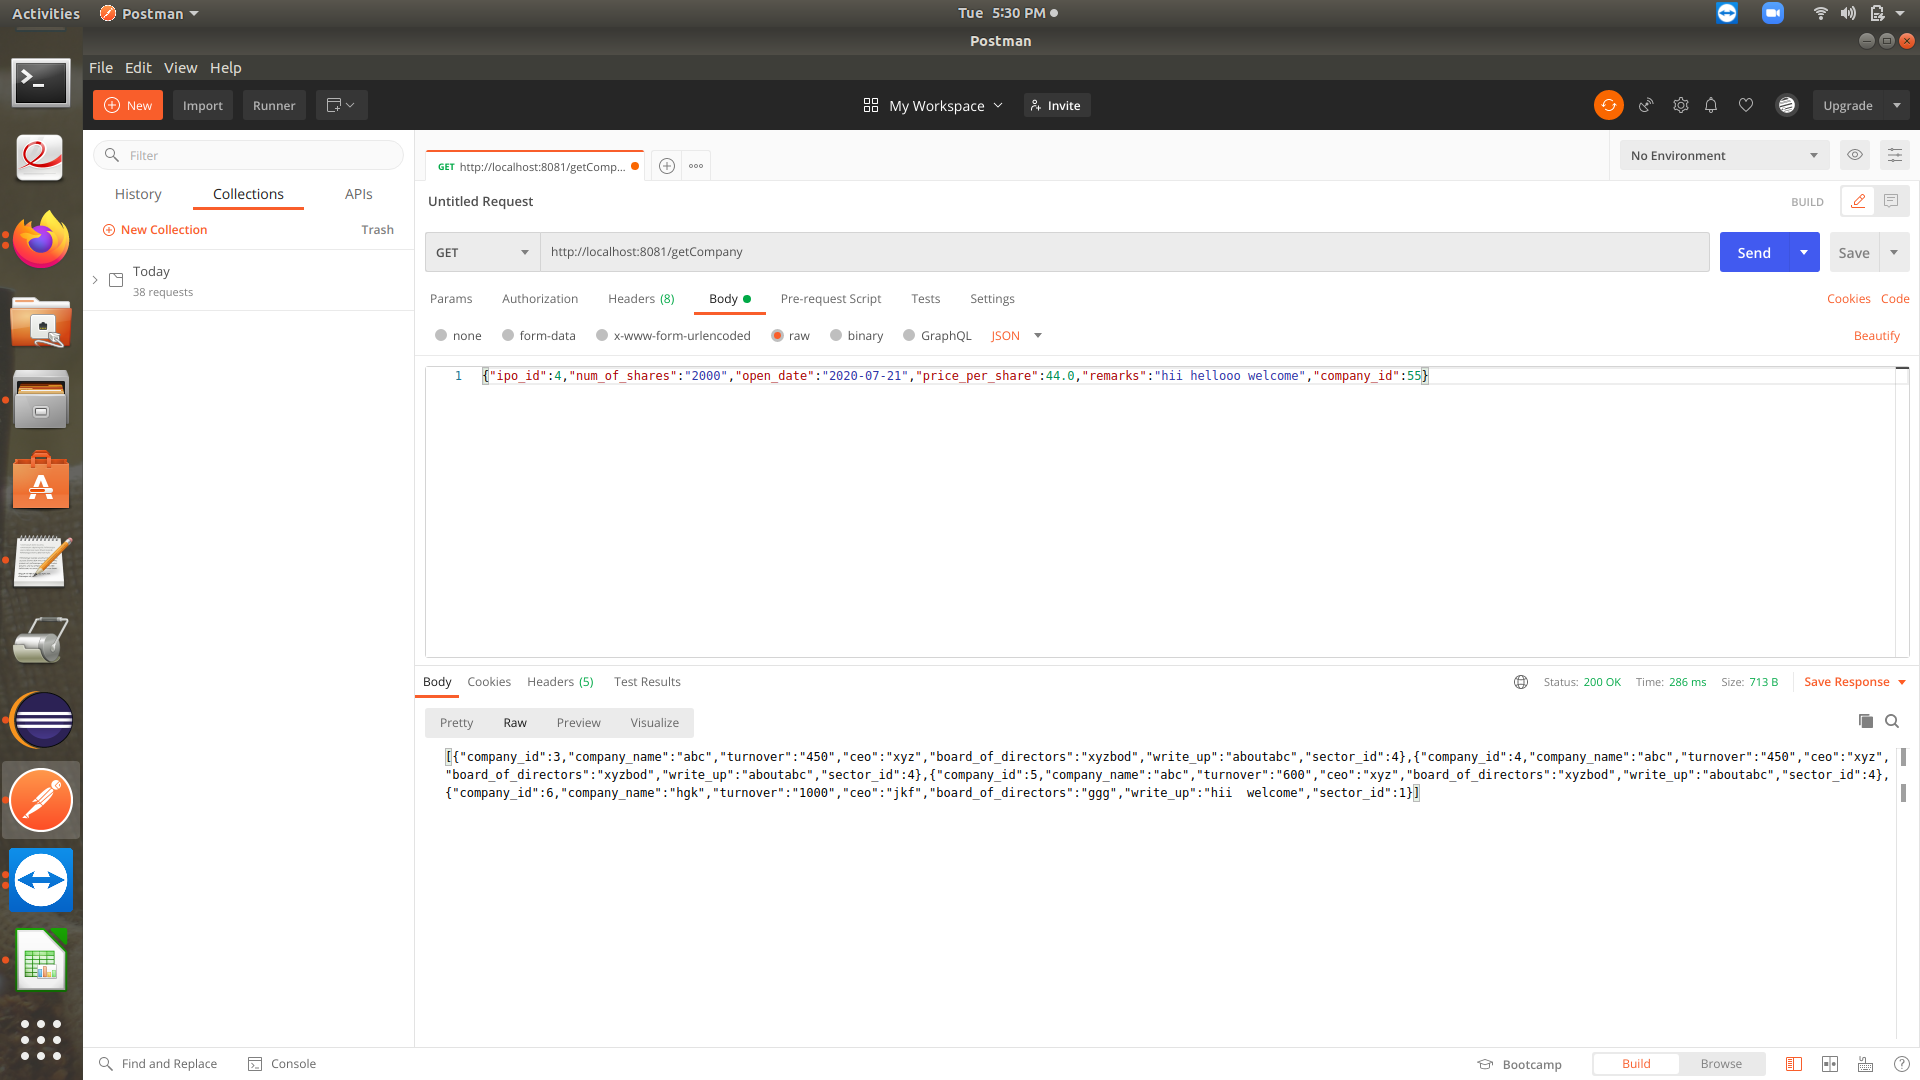 Activities Postman Tue 5:30 PM
Postman
File Edit View Help
New Import Runner My Workspace Invite Upgrade
Filter
History Collections APIs
New Collection Trash
Today
38 requests
GET http://localhost:8081/getComp... No Environment
Untitled Request BUILD
GET http://localhost:8081/getCompany Send Save
Params Authorization Headers (8) Body Pre-request Script Tests Settings Cookies Code
none form-data x-www-form-urlencoded raw binary GraphQL JSON Beautify
1 {"ipo_id":4,"num_of_shares":"2000","open_date":"2020-07-21","price_per_share":44.0,"remarks":"hii hellooo welcome","company_id":55}
Body Cookies Headers (5) Test Results Status: 200 OK Time: 286 ms Size: 713 B Save Response
Pretty Raw Preview Visualize
[{"company_id":3,"company_name":"abc","turnover":"450","ceo":"xyz","board_of_directors":"xyzbod","write_up":"aboutabc","sector_id":4},{"company_id":4,"company_name":"abc","turnover":"450","ceo":"xyz",
"board_of_directors":"xyzbod","write_up":"aboutabc","sector_id":4},{"company_id":5,"company_name":"abc","turnover":"600","ceo":"xyz","board_of_directors":"xyzbod","write_up":"aboutabc","sector_id":4},
{"company_id":6,"company_name":"hgk","turnover":"1000","ceo":"jkf","board_of_directors":"ggg","write_up":"hii  welcome","sector_id":1}]
Find and Replace Console Bootcamp Build Browse